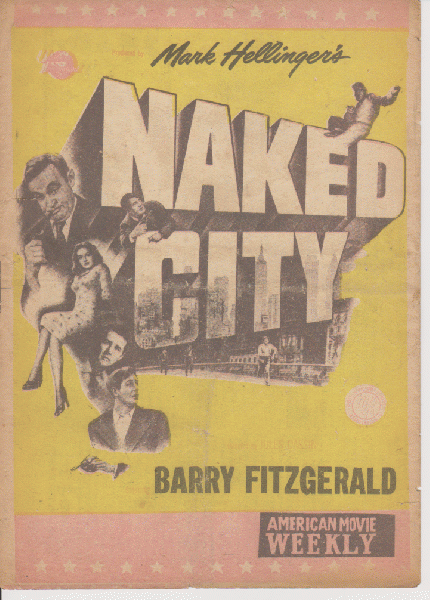 Mark Hellinger's
NAKED
CITY
BARRY FITZGERALD
AMERICAN MOVIE
WEEKLY